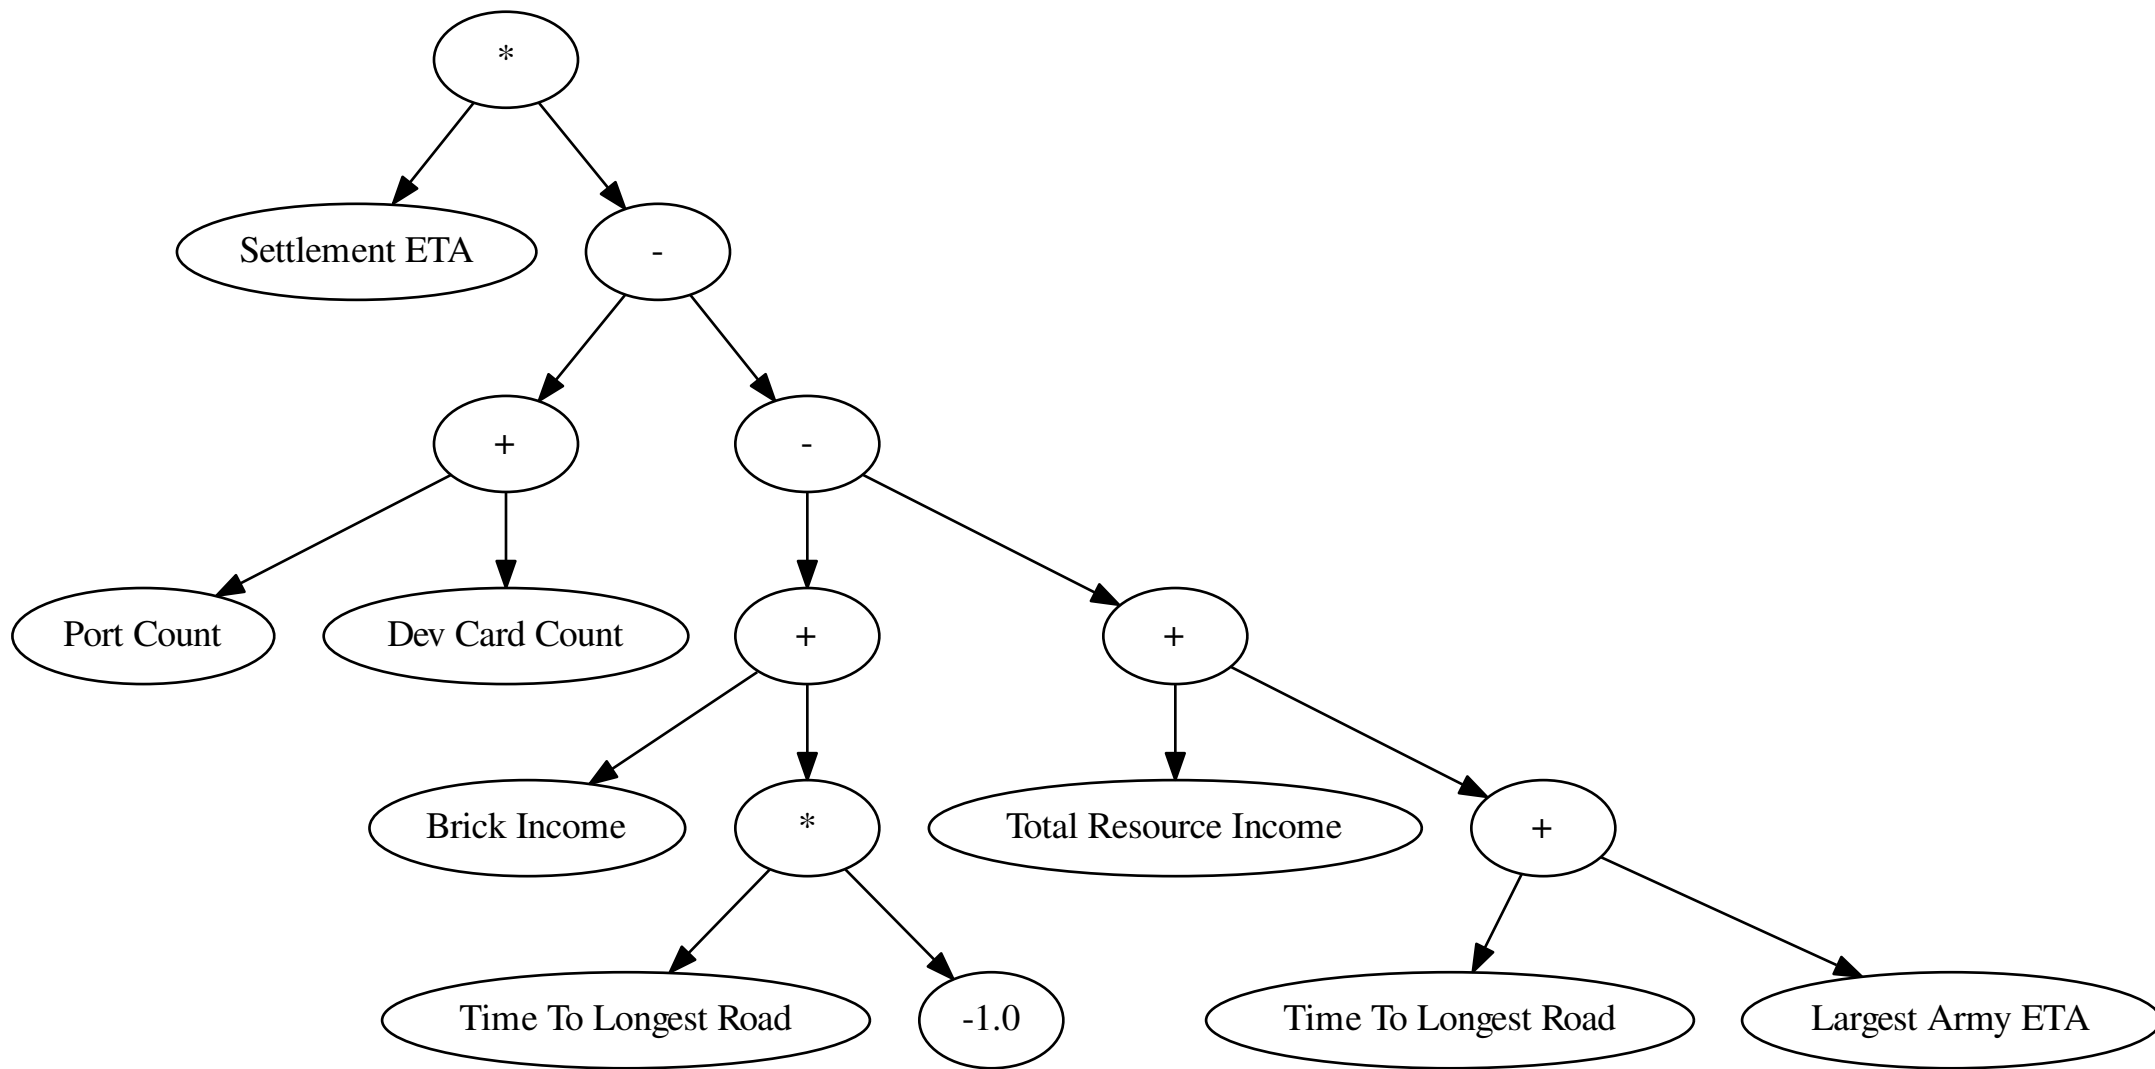 *
Settlement ETA
-
+
-
Port Count
Dev Card Count
+
+
Brick Income
*
Total Resource Income
+
Time To Longest Road
-1.0
Time To Longest Road
Largest Army ETA